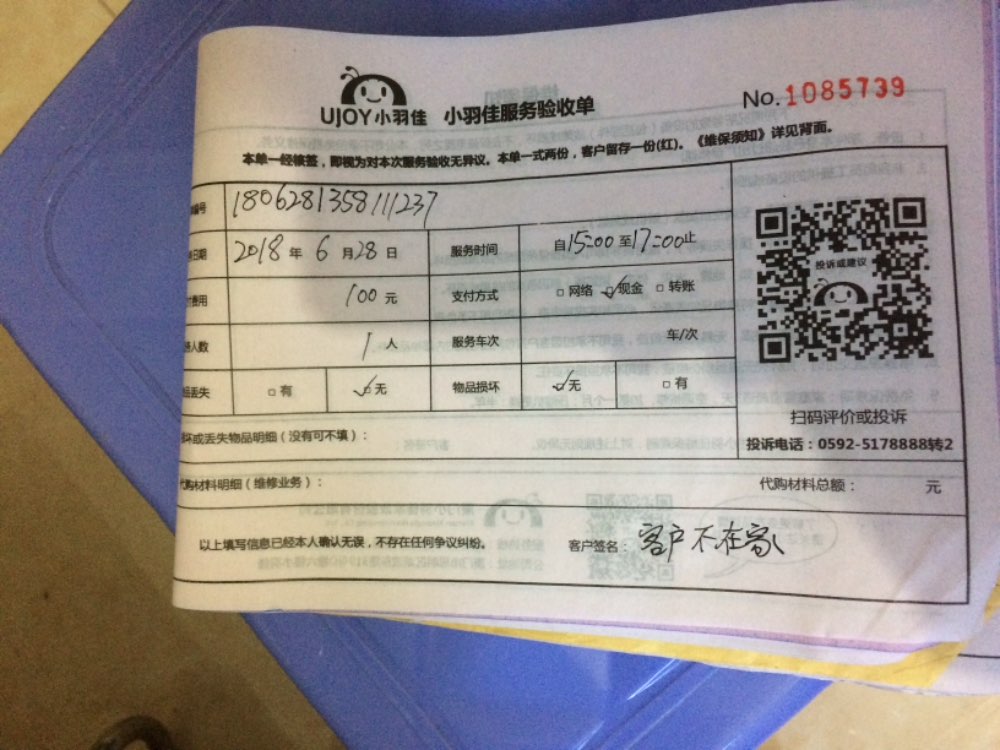 UJOY小羽佳 小羽佳服务验收单 No.1085739
本单一经核签，即视为对本次服务验收无异议。本单一式两份，客户留存一份(红)。《维保须知》详见背面。
编号 1806281358111237
日期 2018年6月28日 服务时间 自15:00至17:00止
费用 100元 支付方式 □网络 ☑现金 □转账
人数 1人 服务车次 车/次
丢失 □有 ☑无 物品损坏 ☑无 □有
投诉或建议
扫码评价或投诉
投诉电话：0592-5178888转2
坏或丢失物品明细（没有可不填）：
代购材料明细（维修业务）： 代购材料总额： 元
以上填写信息已经本人确认无误，不存在任何争议纠纷。 客户签名：客户不在家